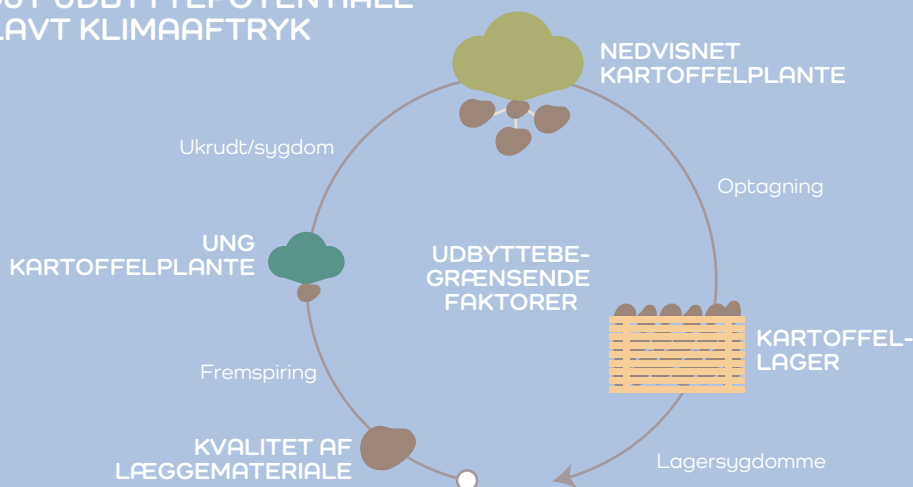 LAVT KLIMAAFTRYK
NEDVISNET
KARTOFFELPLANTE
Ukrudt/sygdom
Optagning
UNG
KARTOFFELPLANTE
UDBYTTEBE-
GRÆNSENDE
FAKTORER
KARTOFFEL-
LAGER
Fremspiring
KVALITET AF
LÆGGEMATERIALE
Lagersygdomme